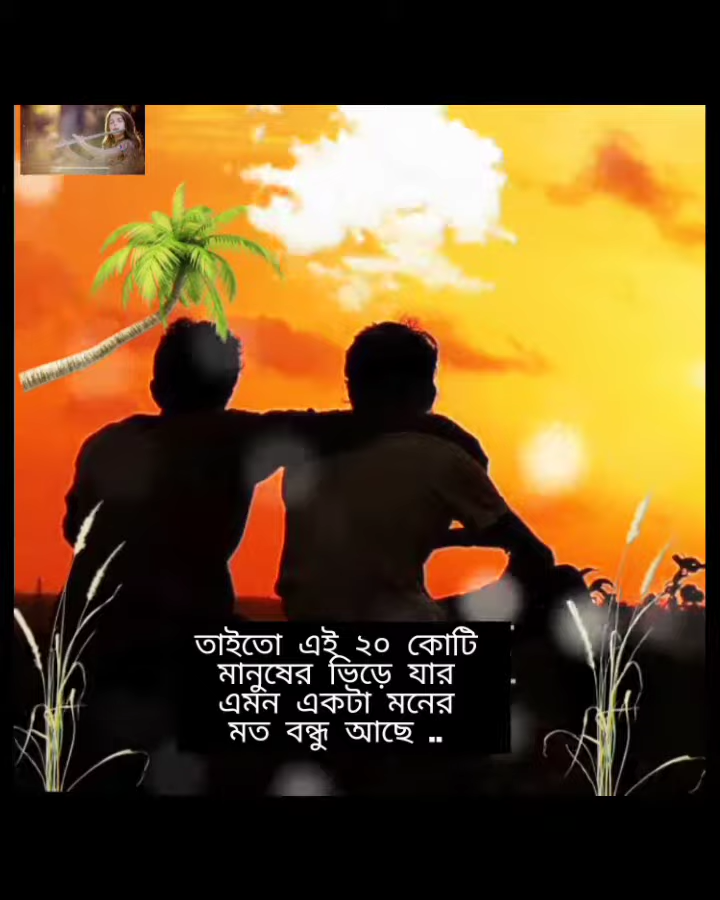 তাইতো এই ২০ কোটি
মানুষের ভিড়ে যার
এমন একটা মনের
মত বন্ধু আছে ..